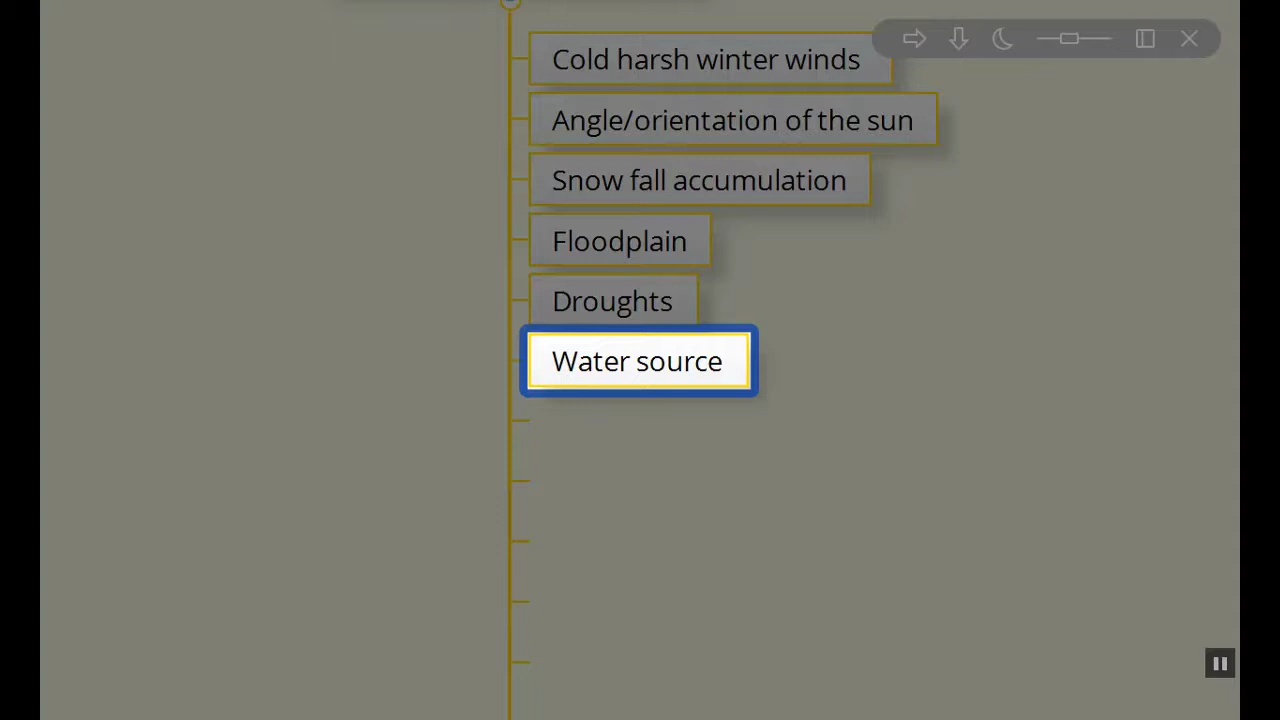 Cold harsh winter winds
Angle/orientation of the sun
Snow fall accumulation
Floodplain
Droughts
Water source